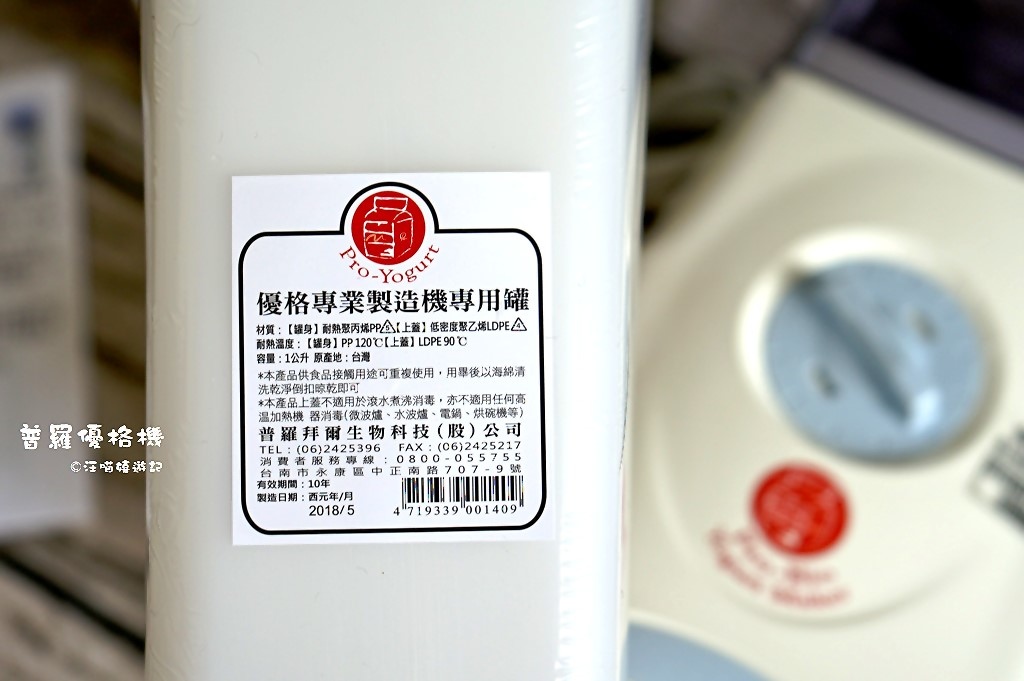 Pro-Yogurt
優格專業製造機專用罐
材質：【罐身】耐熱聚丙烯PP5【上蓋】低密度聚乙烯LDPE4
耐熱溫度：【罐身】PP 120℃【上蓋】LDPE 90℃
容量：1公升 原產地：台灣
*本產品供食品接觸用途可重複使用，用畢後以海綿清
洗乾淨倒扣晾乾即可
*本產品上蓋不適用於滾水煮沸消毒，亦不適用任何高
溫加熱機 器消毒(微波爐、水波爐、電鍋、烘碗機等)
普羅拜爾生物科技(股)公司
TEL：(06)2425396 FAX：(06)2425217
消費者服務專線：0800-055755
台南市永康區中正南路707-9號
有效期間：10年
製造日期：西元年/月
2018/5
4 719339 001409
普羅優格機
©汪喵嬉遊記